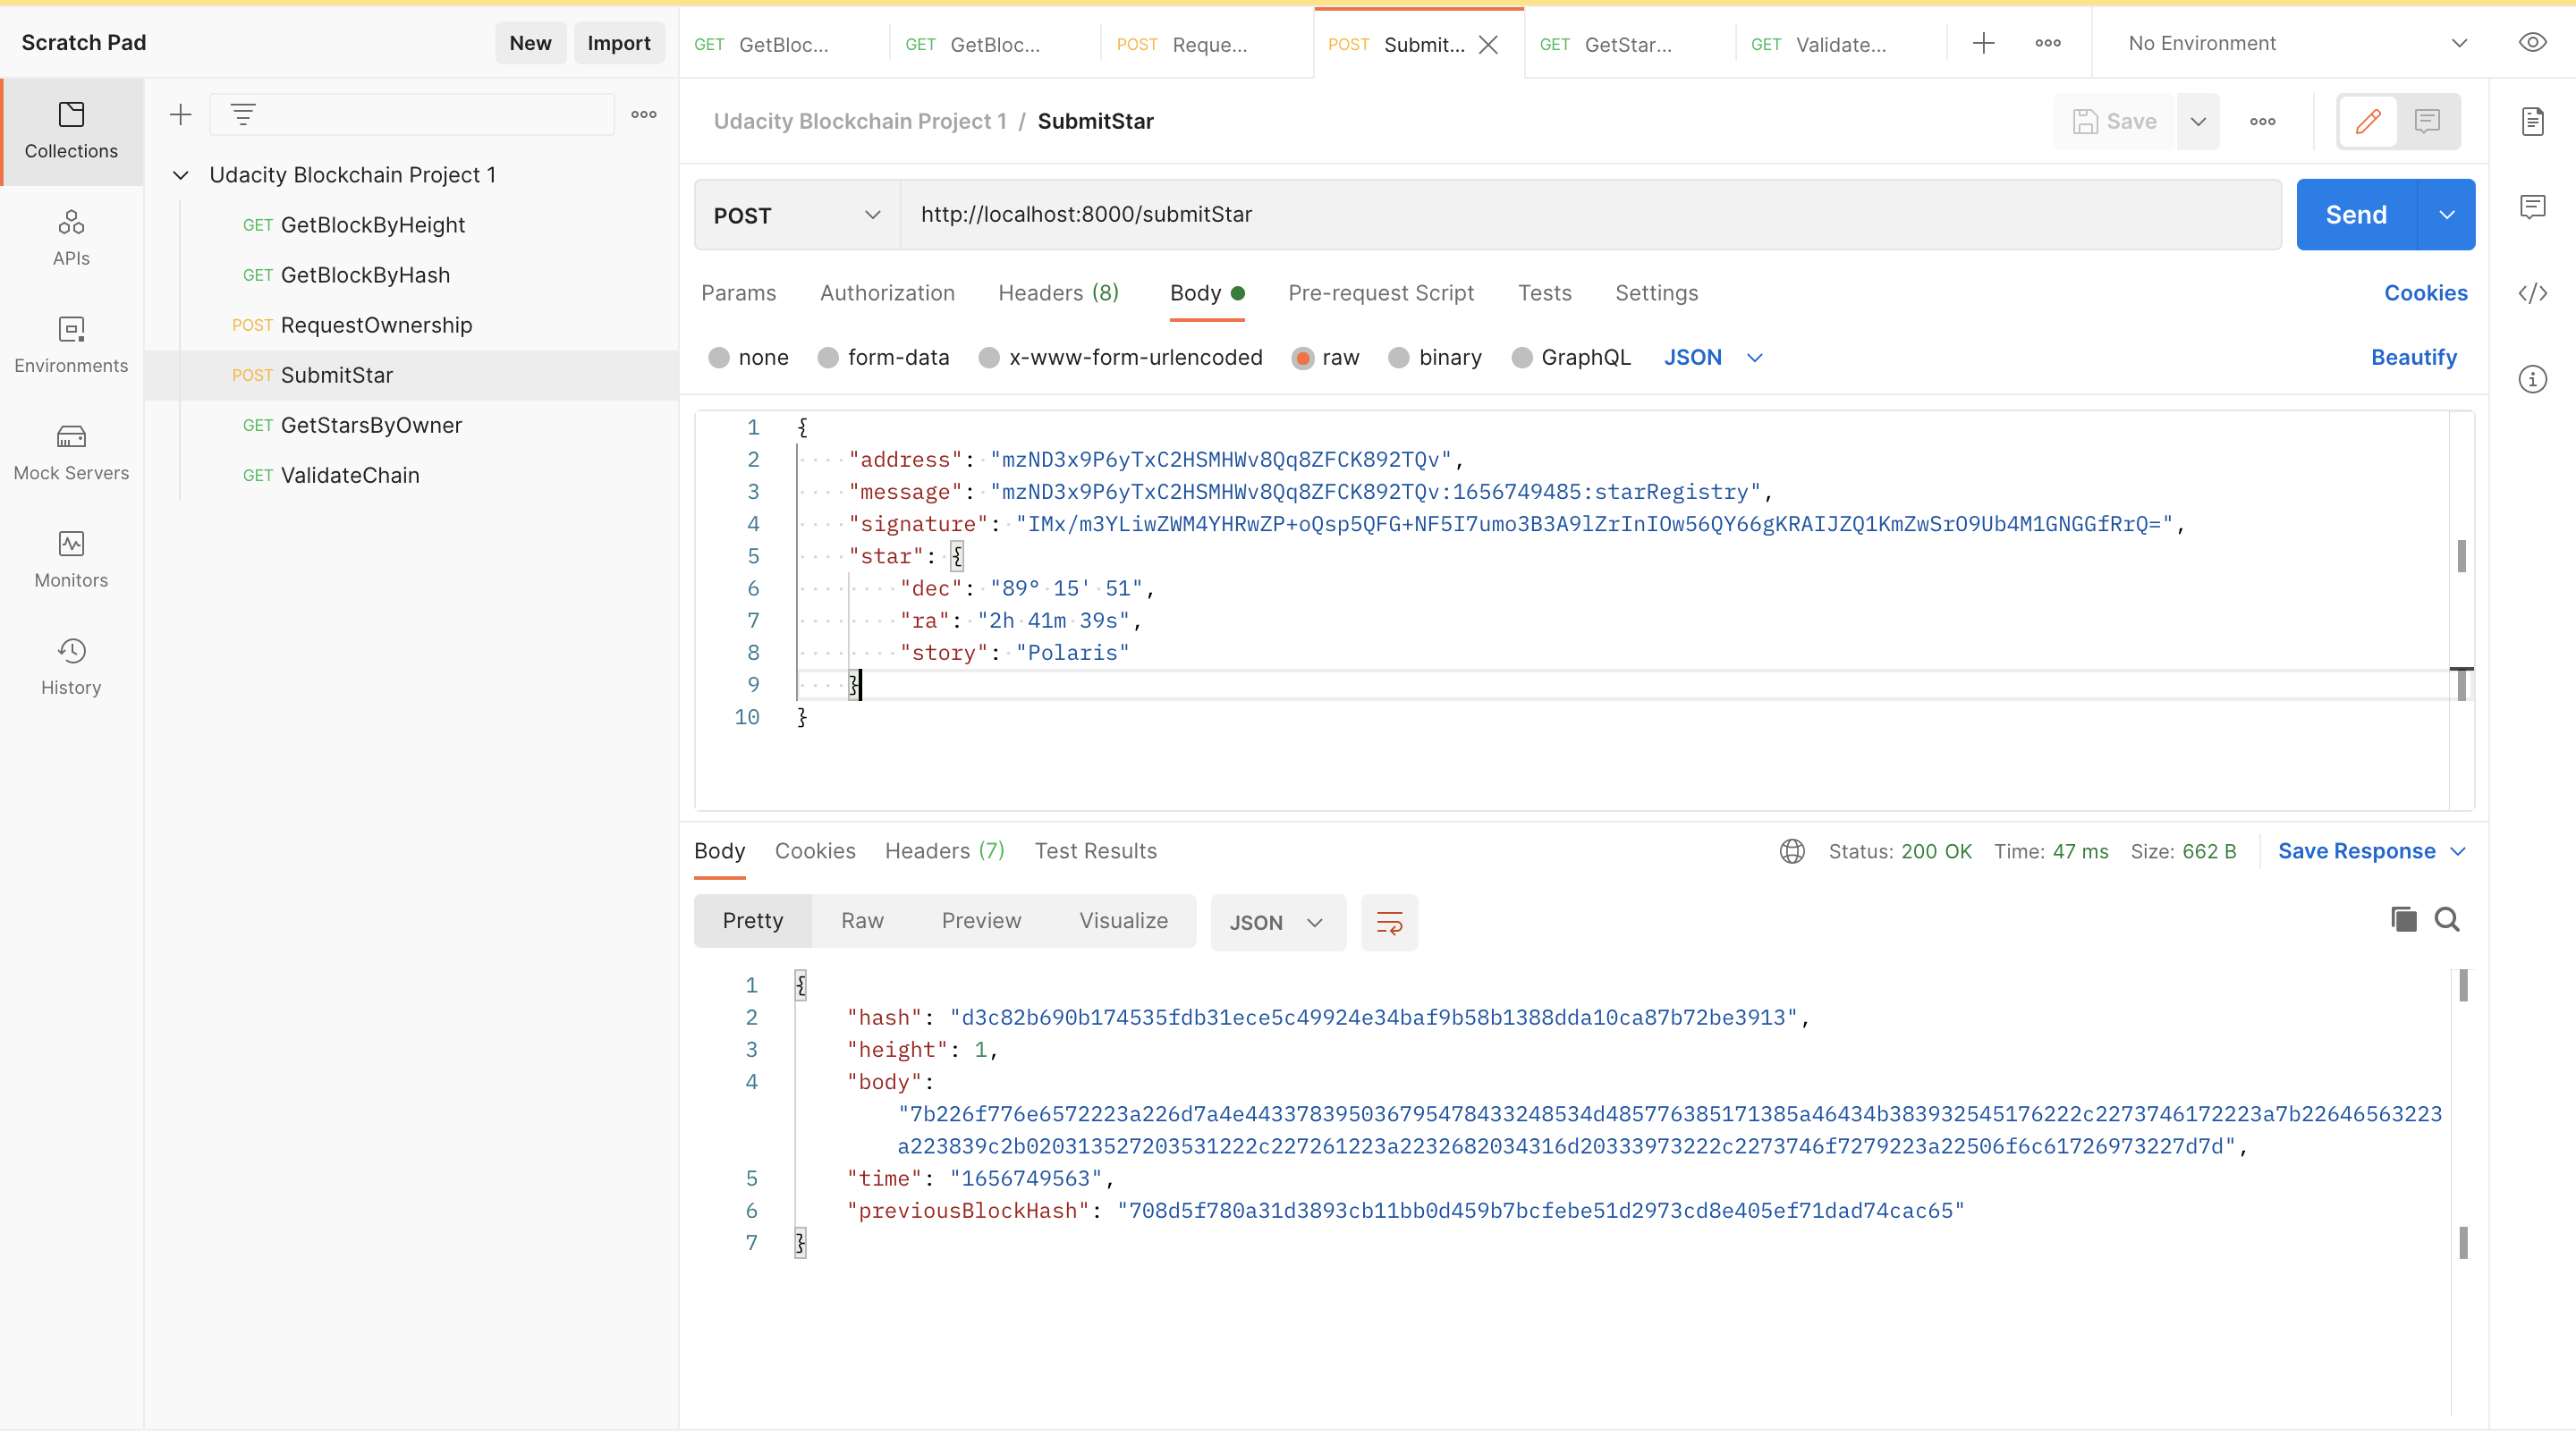 Scratch Pad
New
Import
GET GetBloc...
GET GetBloc...
POST Reque...
POST Submit...
GET GetStar...
GET Validate...
No Environment
Collections
APIs
Environments
Mock Servers
Monitors
History
Udacity Blockchain Project 1
GET GetBlockByHeight
GET GetBlockByHash
POST RequestOwnership
POST SubmitStar
GET GetStarsByOwner
GET ValidateChain
Udacity Blockchain Project 1 / SubmitStar
Save
POST
http://localhost:8000/submitStar
Send
Params Authorization Headers (8) Body Pre-request Script Tests Settings
Cookies
none form-data x-www-form-urlencoded raw binary GraphQL JSON
Beautify
1 {
2 "address": "mzND3x9P6yTxC2HSMHWv8Qq8ZFCK892TQv",
3 "message": "mzND3x9P6yTxC2HSMHWv8Qq8ZFCK892TQv:1656749485:starRegistry",
4 "signature": "IMx/m3YLiwZWM4YHRwZP+oQsp5QFG+NF5I7umo3B3A9lZrInIOw56QY66gKRAIJZQ1KmZwSrO9Ub4M1GNGGfRrQ=",
5 "star": {
6 "dec": "89° 15' 51",
7 "ra": "2h 41m 39s",
8 "story": "Polaris"
9 }
10 }
Body Cookies Headers (7) Test Results
Status: 200 OK Time: 47 ms Size: 662 B
Save Response
Pretty Raw Preview Visualize
JSON
1 {
2 "hash": "d3c82b690b174535fdb31ece5c49924e34baf9b58b1388dda10ca87b72be3913",
3 "height": 1,
4 "body":
"7b226f776e6572223a226d7a4e443378395036795478433248534d485776385171385a46434b383932545176222c2273746172223a7b22646563223
a223839c2b020313527203531222c227261223a2232682034316d20333973222c2273746f7279223a22506f6c61726973227d7d",
5 "time": "1656749563",
6 "previousBlockHash": "708d5f780a31d3893cb11bb0d459b7bcfebe51d2973cd8e405ef71dad74cac65"
7 }